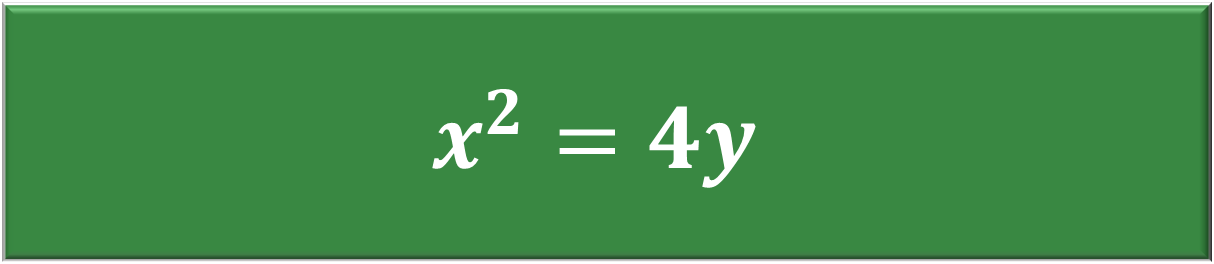 x² = 4y